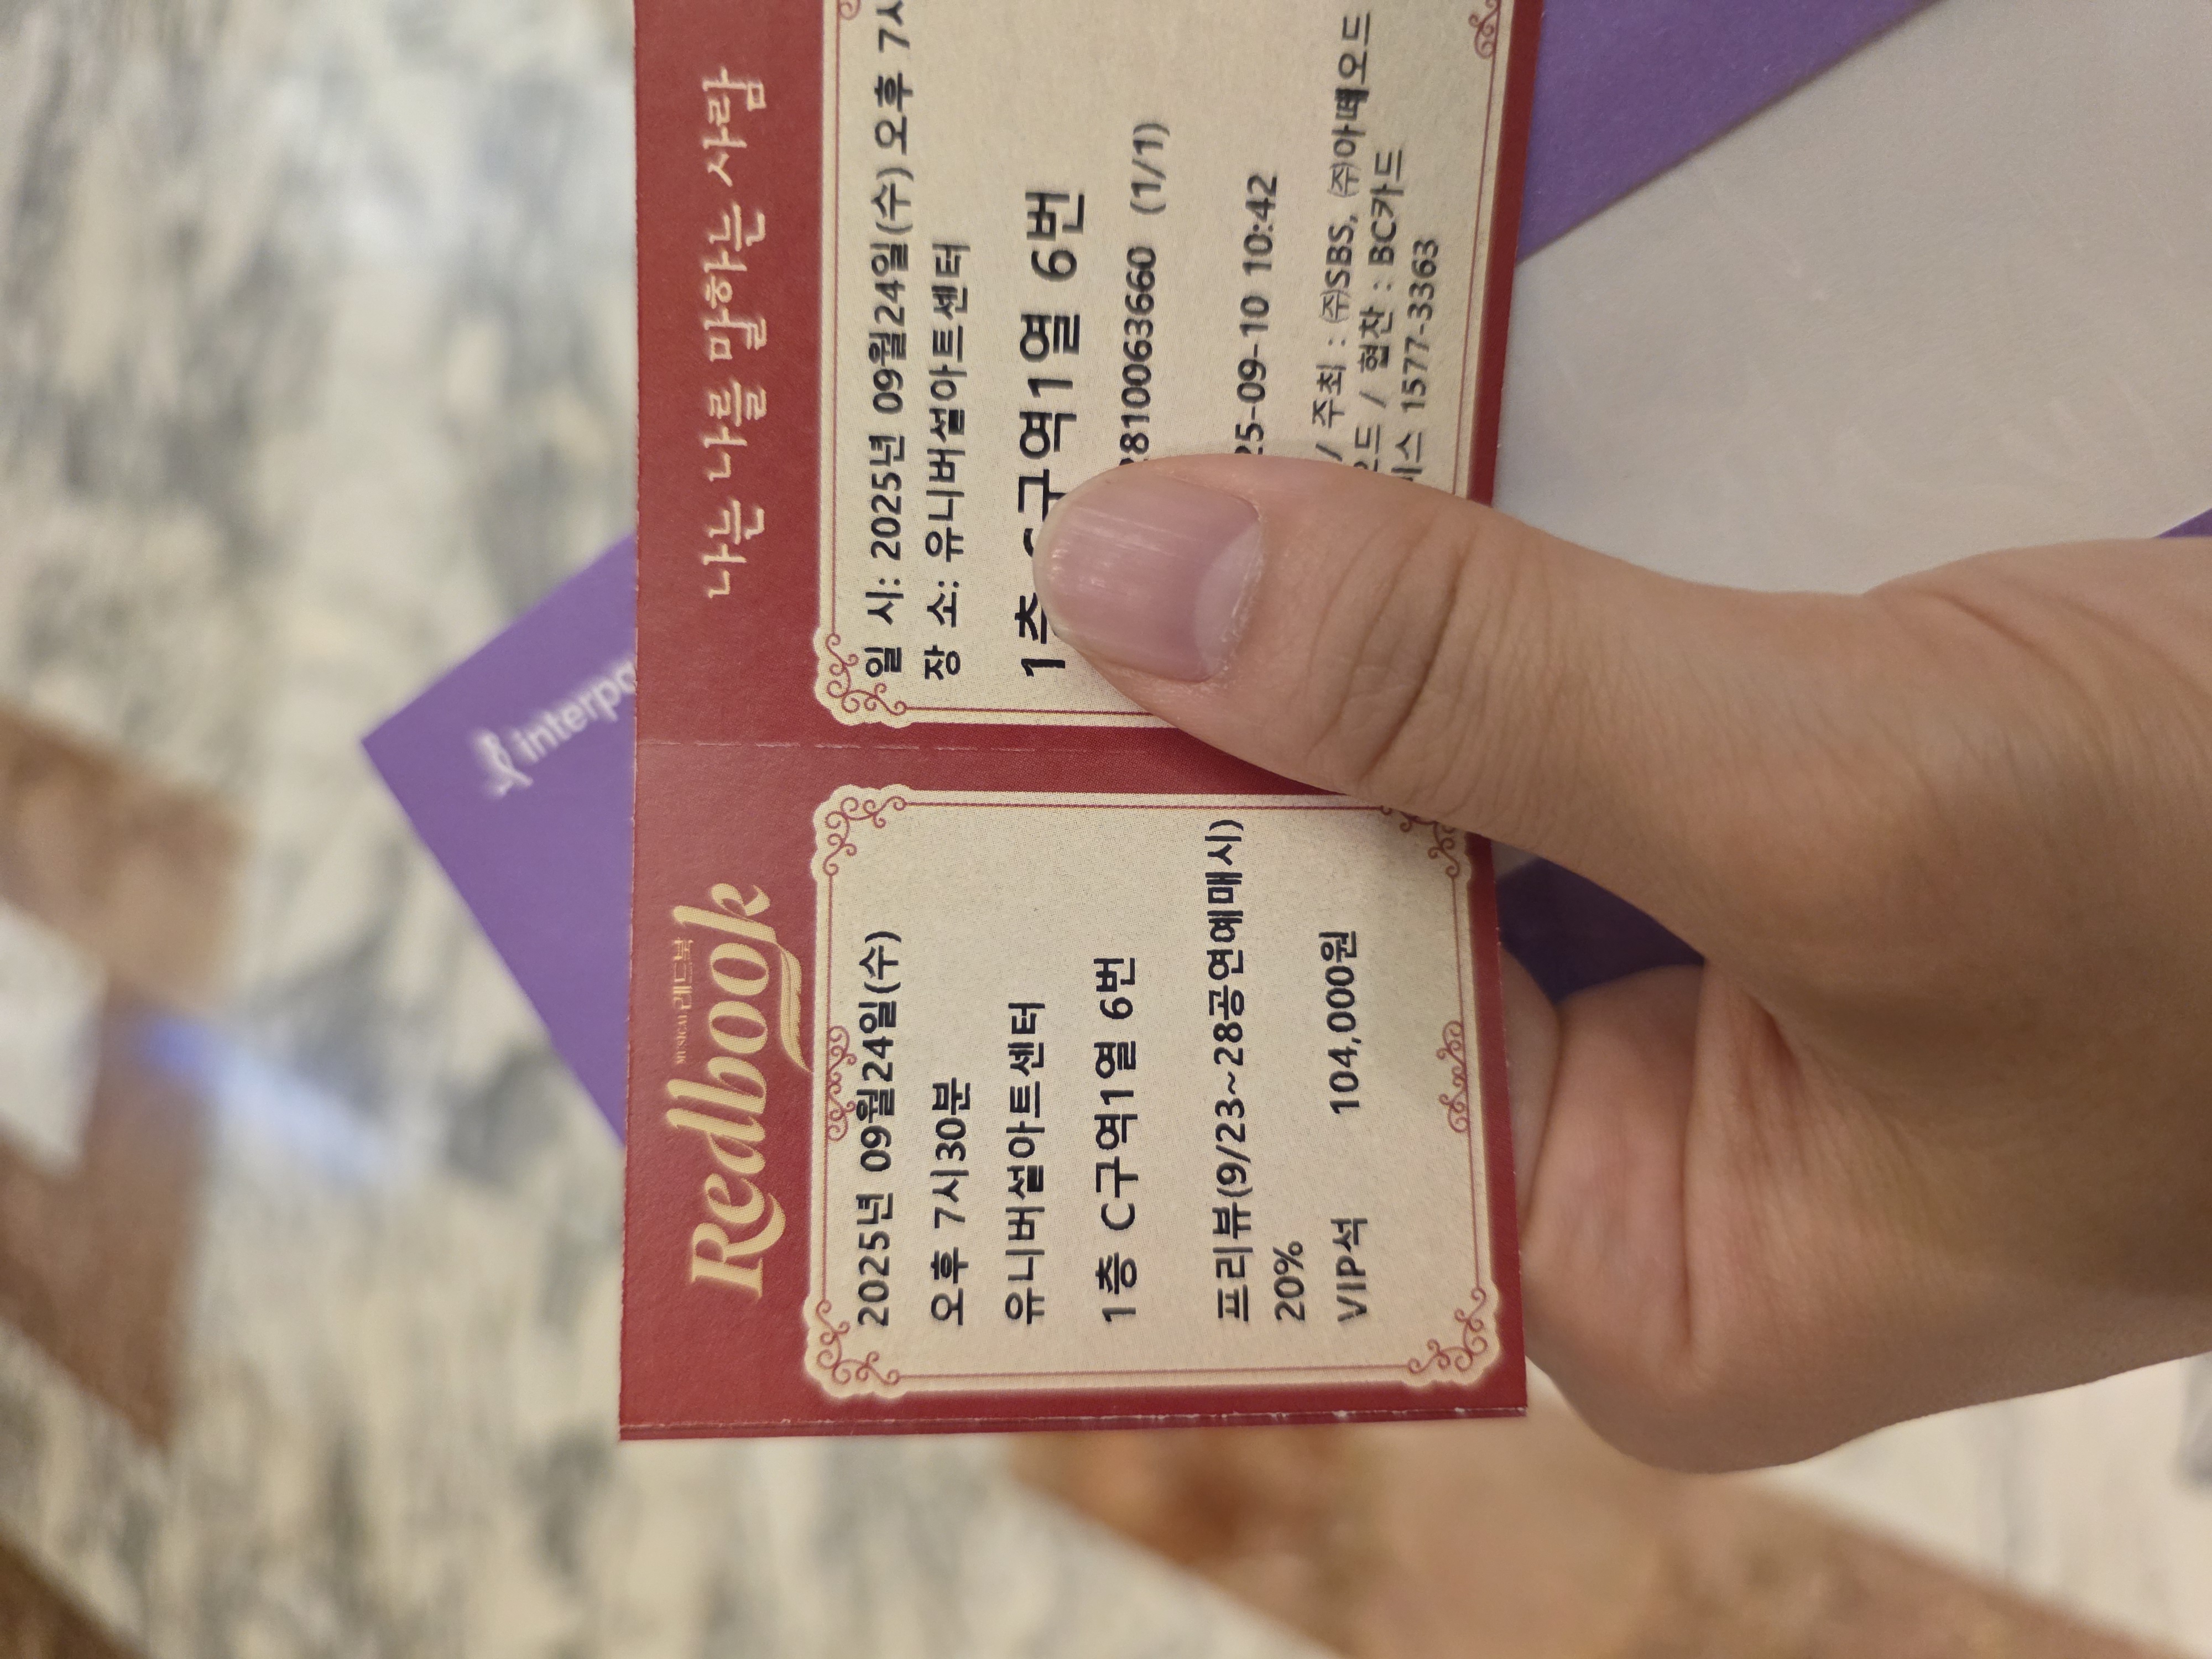 MUSICAL 레드북
Redbook
2025년 09월24일(수)
오후 7시30분
유니버설아트센터
1층 C구역1열 6번
프리뷰(9/23~28공연예매시)
20%
VIP석 104,000원
나는 나를 말하는 사람
일 시: 2025년 09월24일(수) 오후 7시
장 소: 유니버설아트센터
1층 C구역1열 6번
2810063660 (1/1)
25-09-10 10:42
/ 주최 : ㈜SBS, ㈜아떼오드
오드 / 협찬 : BC카드
비스 1577-3363
interpa